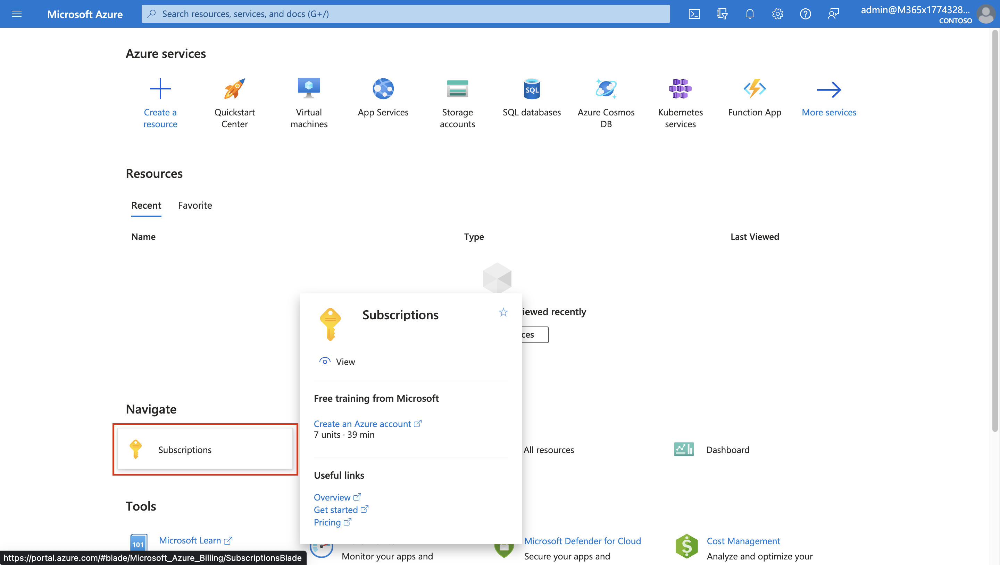 Microsoft Azure
Search resources, services, and docs (G+/)
admin@M365x1774328...
CONTOSO
Azure services
Create a
resource
Quickstart
Center
Virtual
machines
App Services
Storage
accounts
SQL
SQL databases
Azure Cosmos
DB
Kubernetes
services
Function App
More services
Resources
Recent
Favorite
Name
Type
Last Viewed
iewed recently
ces
Subscriptions
View
Free training from Microsoft
Create an Azure account
7 units · 39 min
Useful links
Overview
Get started
Pricing
Navigate
Subscriptions
All resources
Dashboard
Tools
101
Microsoft Learn
Monitor your apps and
Microsoft Defender for Cloud
Secure your apps and
Cost Management
Analyze and optimize your
https://portal.azure.com/#blade/Microsoft_Azure_Billing/SubscriptionsBlade